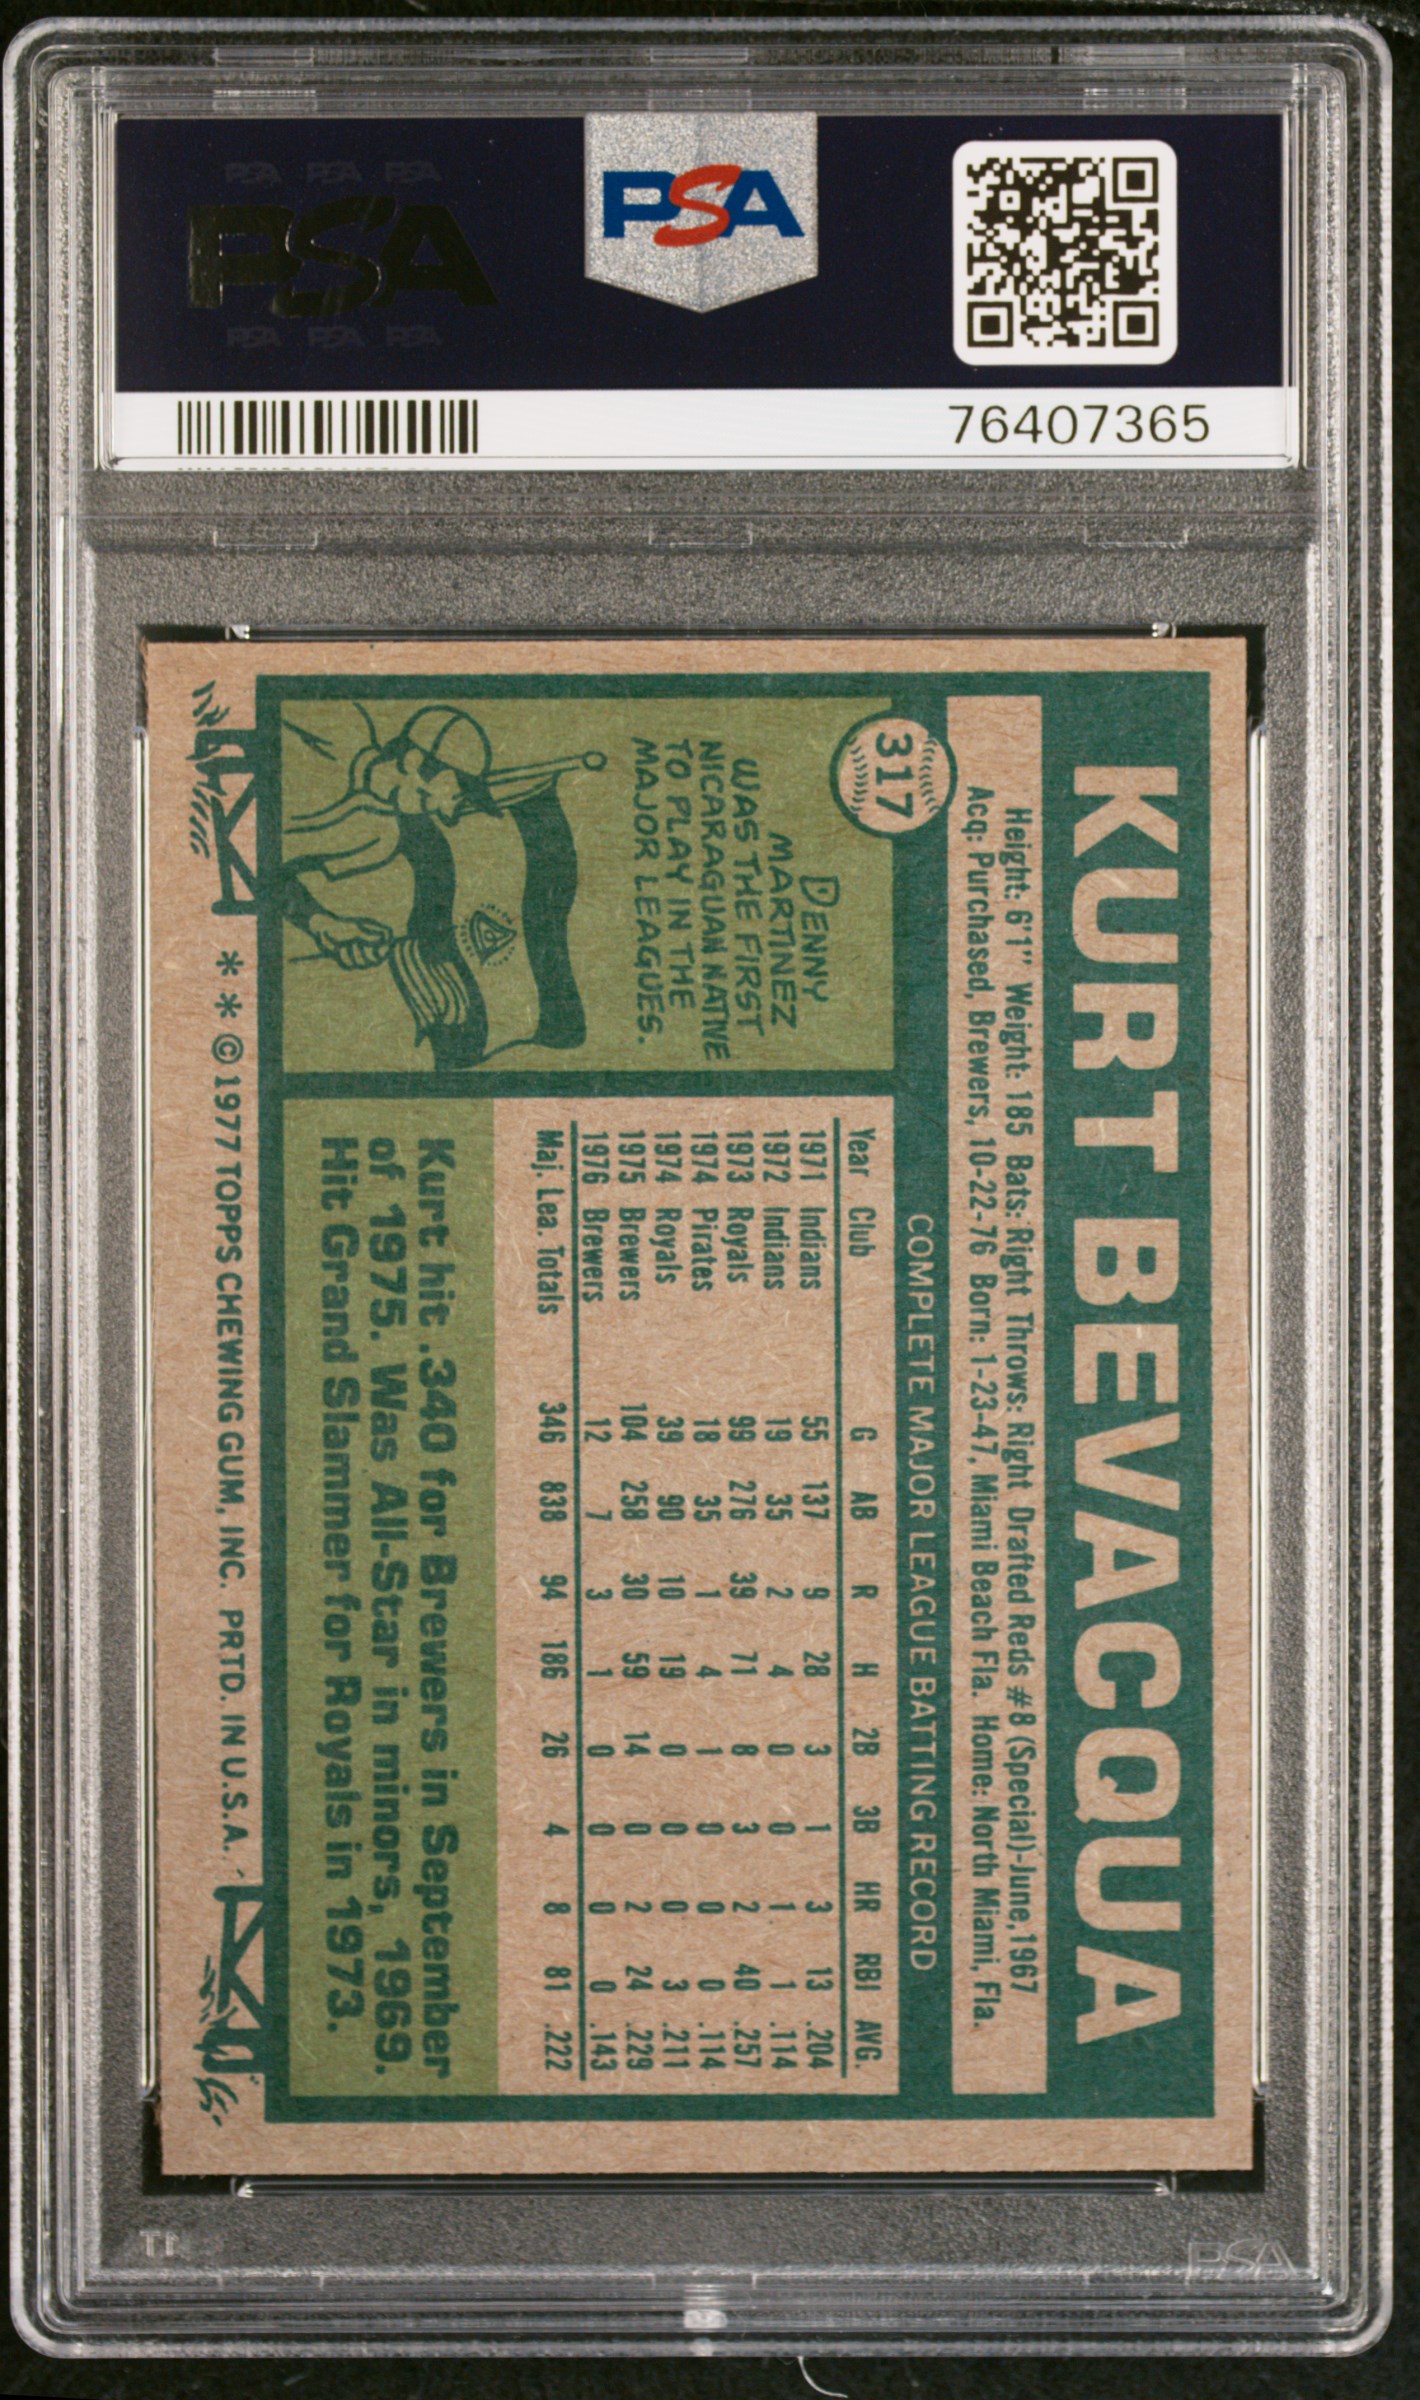 PSA PSA PSA
PSA
PSA PSA PSA
PSA
76407365
KURT BEVACQUA
Height: 6'1" Weight: 185 Bats: Right Throws: Right Drafted Reds #8 (Special)-June, 1967
Acq: Purchased, Brewers, 10-22-76 Born: 1-23-47, Miami Beach Fla. Home: North Miami, Fla.
317
COMPLETE MAJOR LEAGUE BATTING RECORD
DENNY
MARTINEZ
WAS THE FIRST
NICARAGUAN NATIVE
TO PLAY IN THE
MAJOR LEAGUES.
Year Club G AB R H 2B 3B HR RBI AVG.
1971 Indians 55 137 9 28 3 1 3 13 .204
1972 Indians 19 35 2 4 0 0 1 1 .114
1973 Royals 99 276 39 71 8 3 2 40 .257
1974 Pirates 18 35 1 4 1 0 0 0 .114
1974 Royals 39 90 10 19 0 0 0 3 .211
1975 Brewers 104 258 30 59 14 0 2 24 .229
1976 Brewers 12 7 3 1 0 0 0 0 .143
Maj. Lea. Totals 346 838 94 186 26 4 8 81 .222
Kurt hit .340 for Brewers in September
of 1975. Was All-Star in minors, 1969.
Hit Grand Slammer for Royals in 1973.
* * © 1977 TOPPS CHEWING GUM, INC. PRTD. IN U.S.A.
PSA